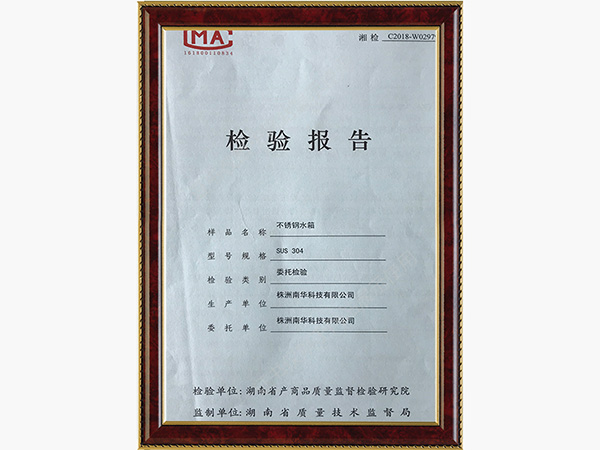 MA
181800110634
湘检 C2018-W0297
检验报告
样品名称 不锈钢水箱
型号规格 SUS 304
检验类别 委托检验
生产单位 株洲南华科技有限公司
委托单位 株洲南华科技有限公司
检验单位:湖南省产商品质量监督检验研究院
监制单位:湖南省质量技术监督局